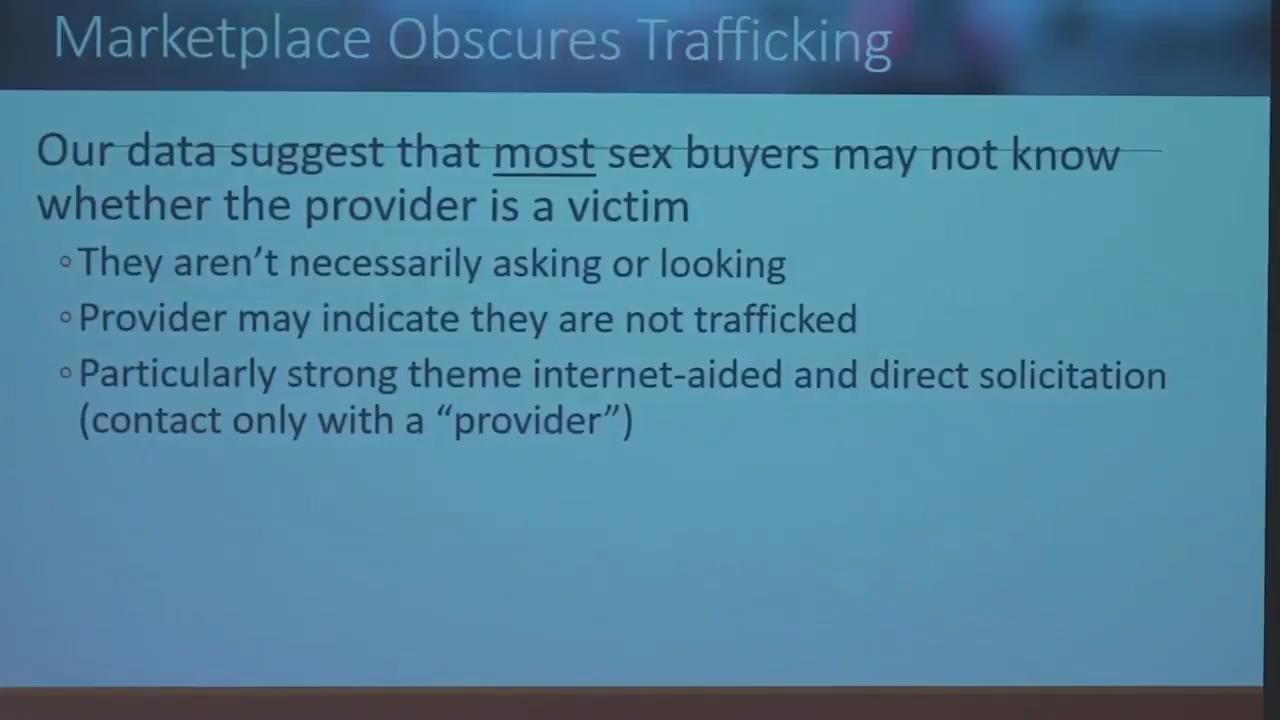 Marketplace Obscures Trafficking
Our data suggest that most sex buyers may not know
whether the provider is a victim
They aren't necessarily asking or looking
Provider may indicate they are not trafficked
Particularly strong theme internet-aided and direct solicitation
(contact only with a “provider”)